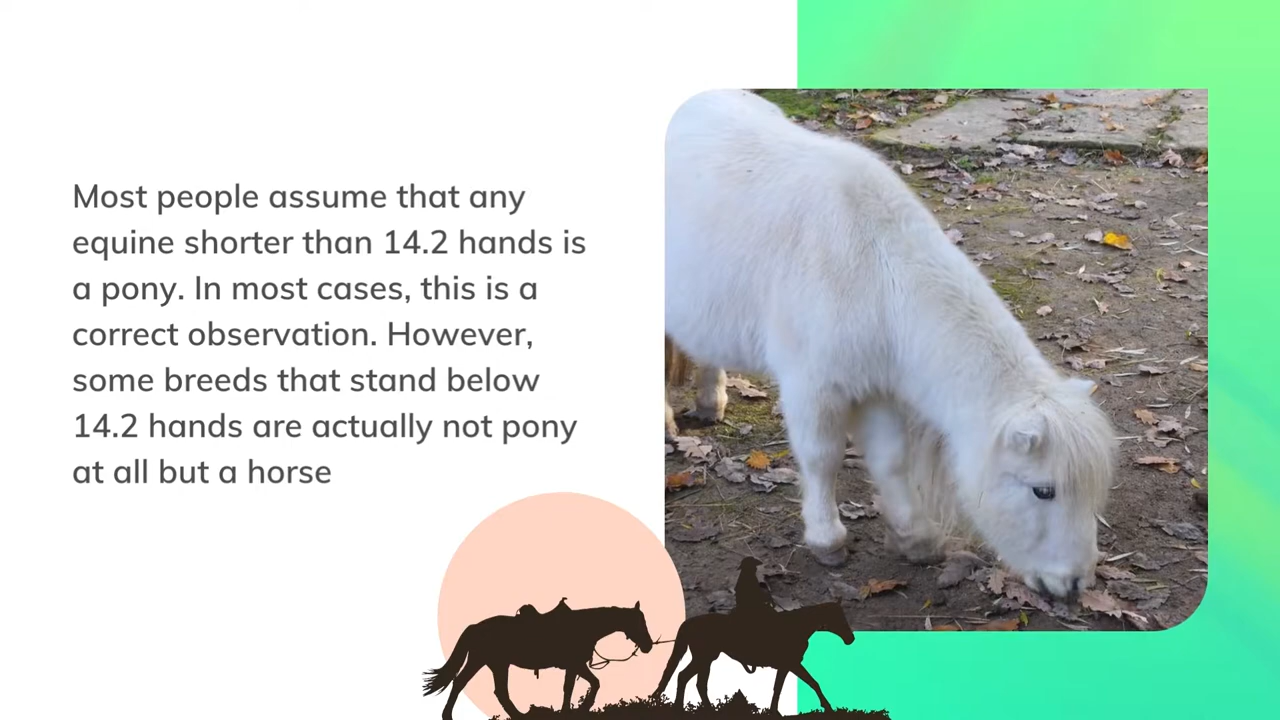 Most people assume that any
equine shorter than 14.2 hands is
a pony. In most cases, this is a
correct observation. However,
some breeds that stand below
14.2 hands are actually not pony
at all but a horse